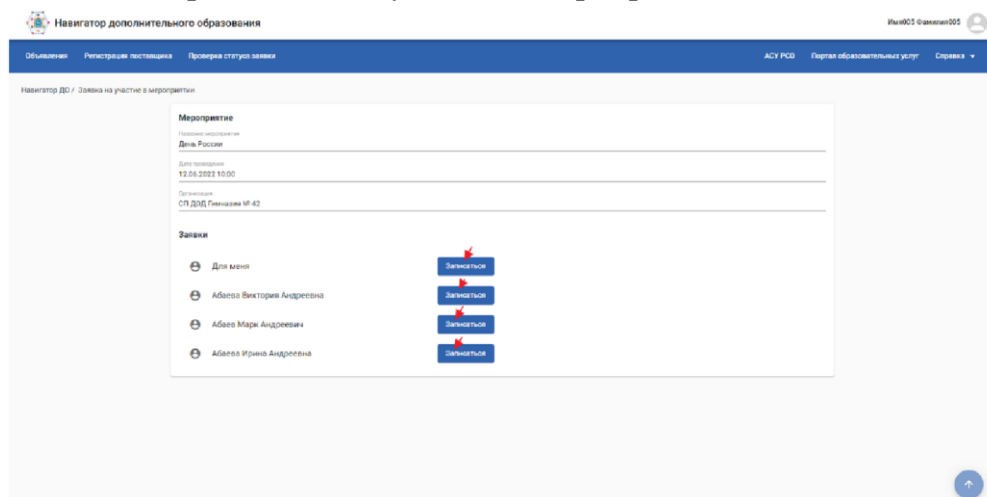 Навигатор дополнительного образования
Имя005 Фамилия005
Объявления Регистрация поставщика Проверка статуса заявки АСУ РСО Портал образовательных услуг Справка
Навигатор ДО / Заявка на участие в мероприятии
Мероприятие
Название мероприятия
День России
Дата проведения
12.06.2022 10:00
Организация
СП ДОД Гимназия № 42
Заявки
Для меня Записаться
Абаева Виктория Андреевна Записаться
Абаев Марк Андреевич Записаться
Абаева Ирина Андреевна Записаться